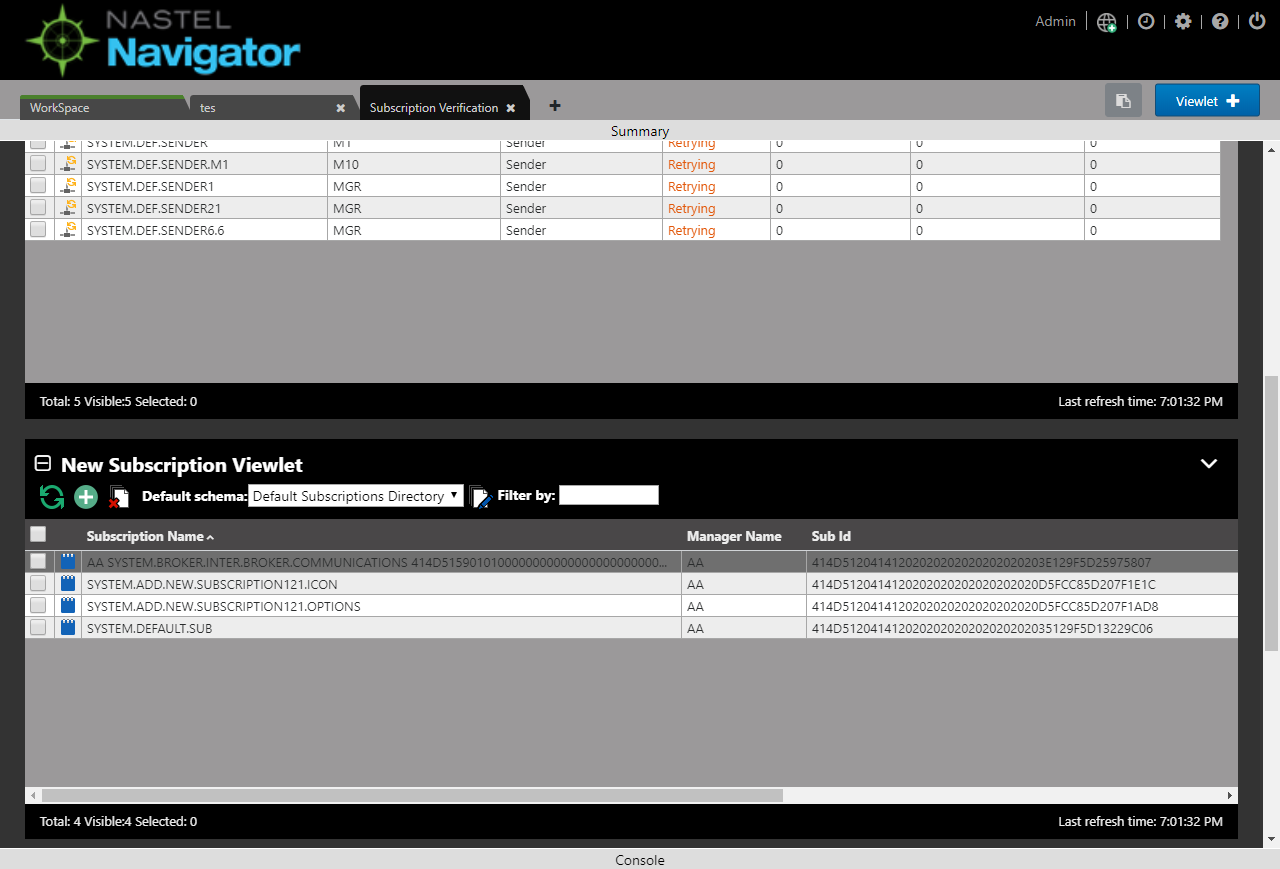 NASTEL
Navigator
Admin
WorkSpace tes Subscription Verification Viewlet
Summary
SYSTEM.DEF.SENDER M1 Sender Retrying 0 0 0
SYSTEM.DEF.SENDER.M1 M10 Sender Retrying 0 0 0
SYSTEM.DEF.SENDER1 MGR Sender Retrying 0 0 0
SYSTEM.DEF.SENDER21 MGR Sender Retrying 0 0 0
SYSTEM.DEF.SENDER6.6 MGR Sender Retrying 0 0 0
Total: 5 Visible:5 Selected: 0 Last refresh time: 7:01:32 PM
New Subscription Viewlet
Default schema: Default Subscriptions Directory Filter by:
Subscription Name Manager Name Sub Id
AA SYSTEM.BROKER.INTER.BROKER.COMMUNICATIONS AA
SYSTEM.ADD.NEW.SUBSCRIPTION121.ICON AA 414D5120414120202020202020202020D5FCC85D207F1E1C
SYSTEM.ADD.NEW.SUBSCRIPTION121.OPTIONS AA 414D5120414120202020202020202020D5FCC85D207F1AD8
SYSTEM.DEFAULT.SUB AA 414D512041412020202020202020202035129F5D13229C06
Total: 4 Visible:4 Selected: 0 Last refresh time: 7:01:32 PM
Console